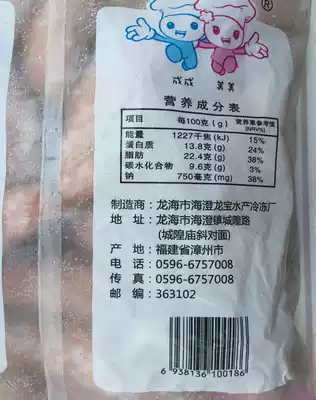 ®
成成 美美
营养成分表
项目 每100克(g) 营养素参考值(NRV%)
能量 1227千焦(kJ) 15%
蛋白质 13.8克(g) 24%
脂肪 22.4克(g) 38%
碳水化合物 9.6克(g) 3%
钠 750毫克(mg) 38%
制造商：龙海市海澄龙宝水产冷冻厂
地 址：龙海市海澄镇城隍路
(城隍庙斜对面)
产 地：福建省漳州市
电 话：0596-6757008
传 真：0596-6757008
邮 编：363102
6 938136 100186